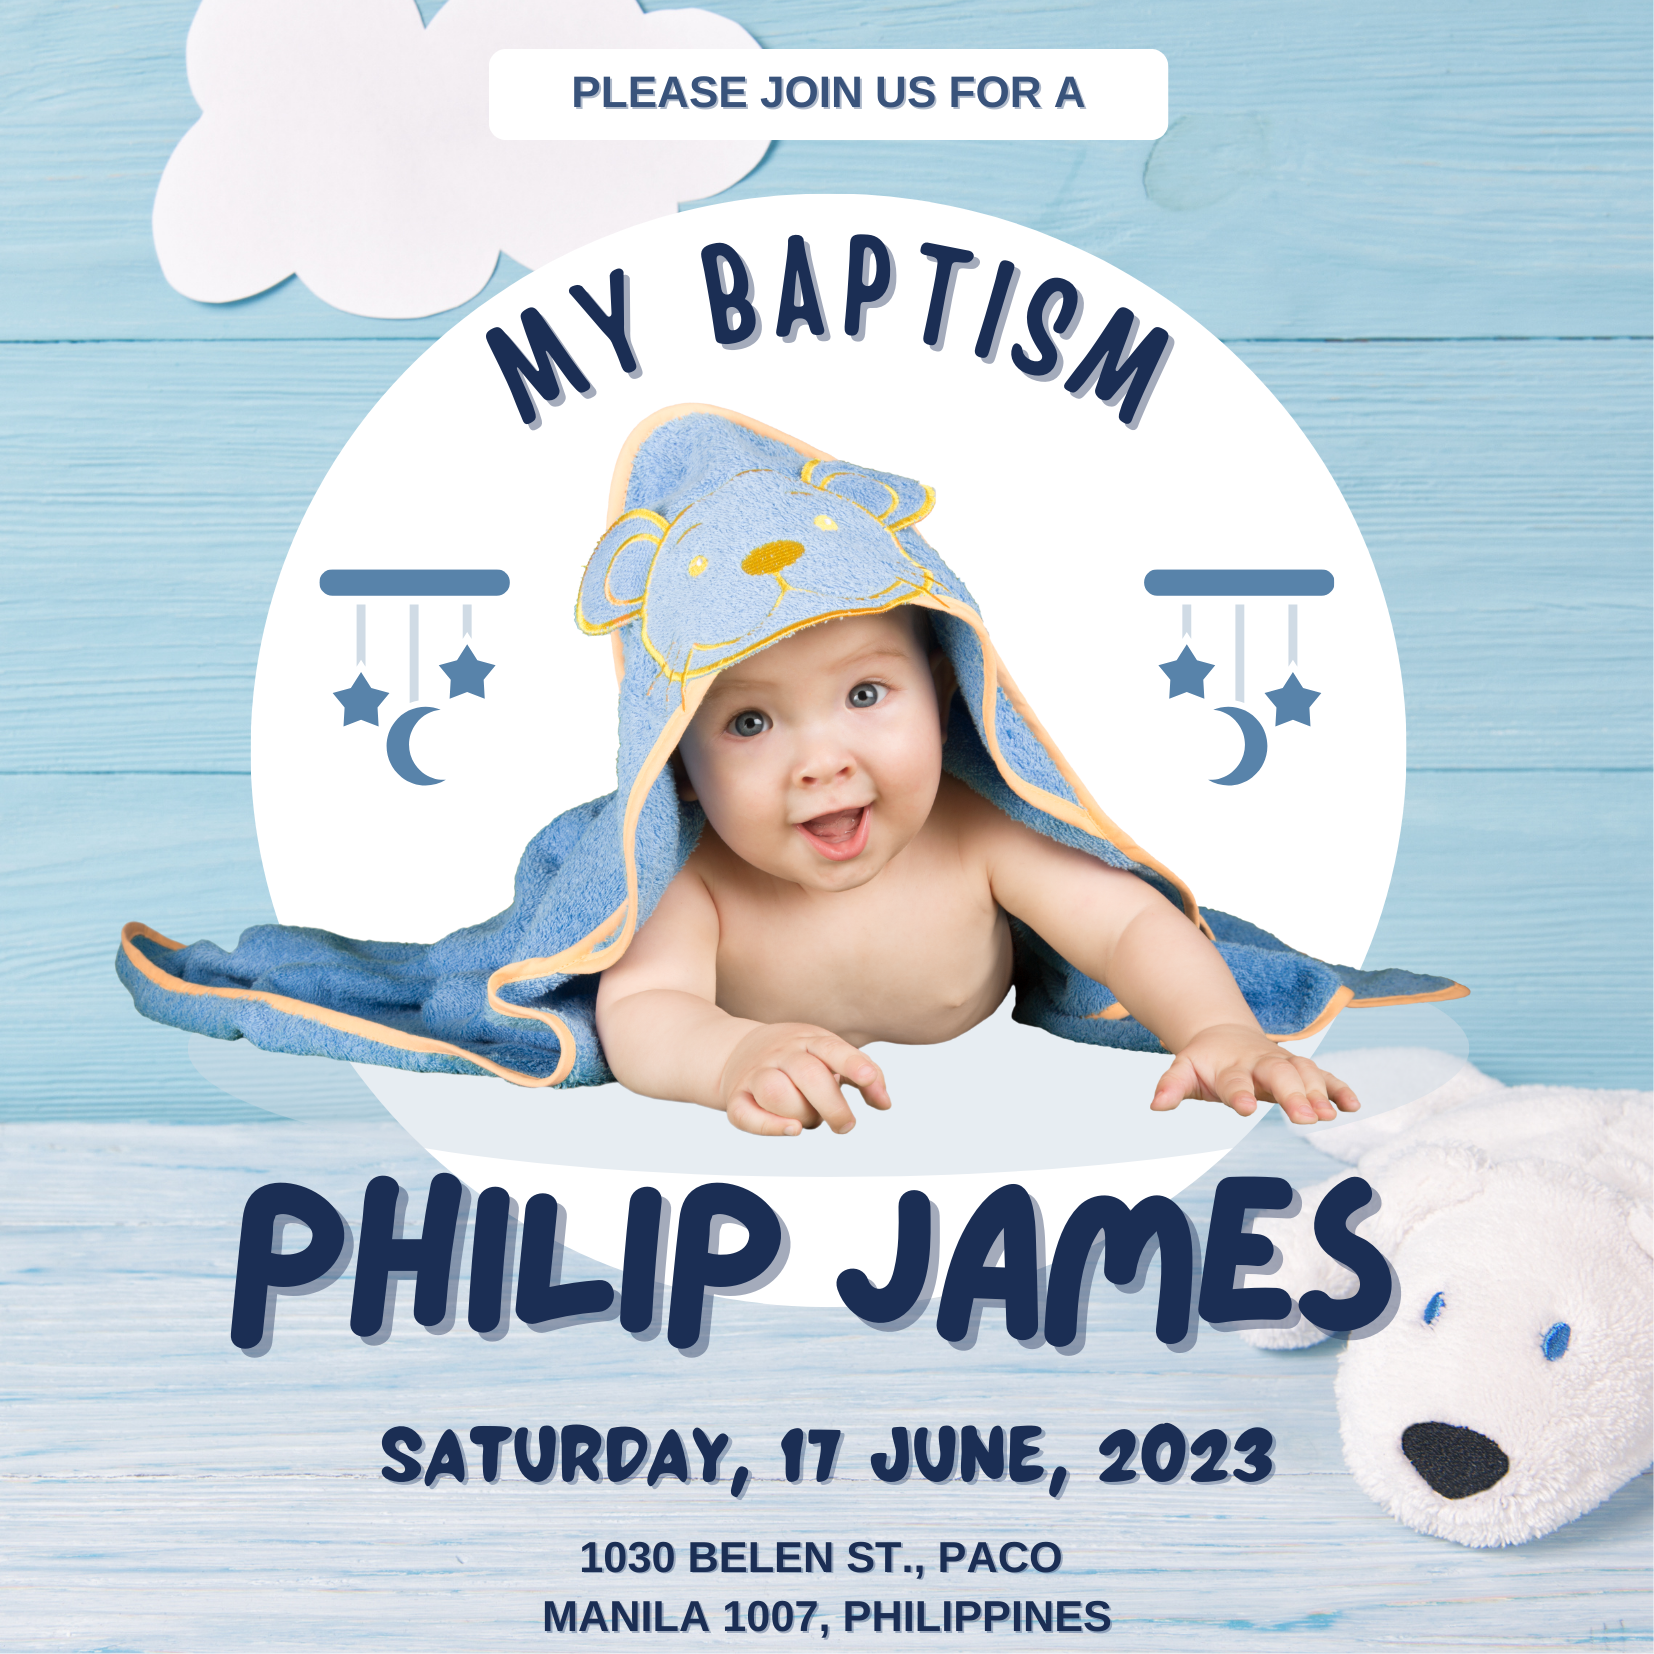 PLEASE JOIN US FOR A
MY BAPTISM
PHILIP JAMES
SATURDAY, 17 JUNE, 2023
1030 BELEN ST., PACO
MANILA 1007, PHILIPPINES